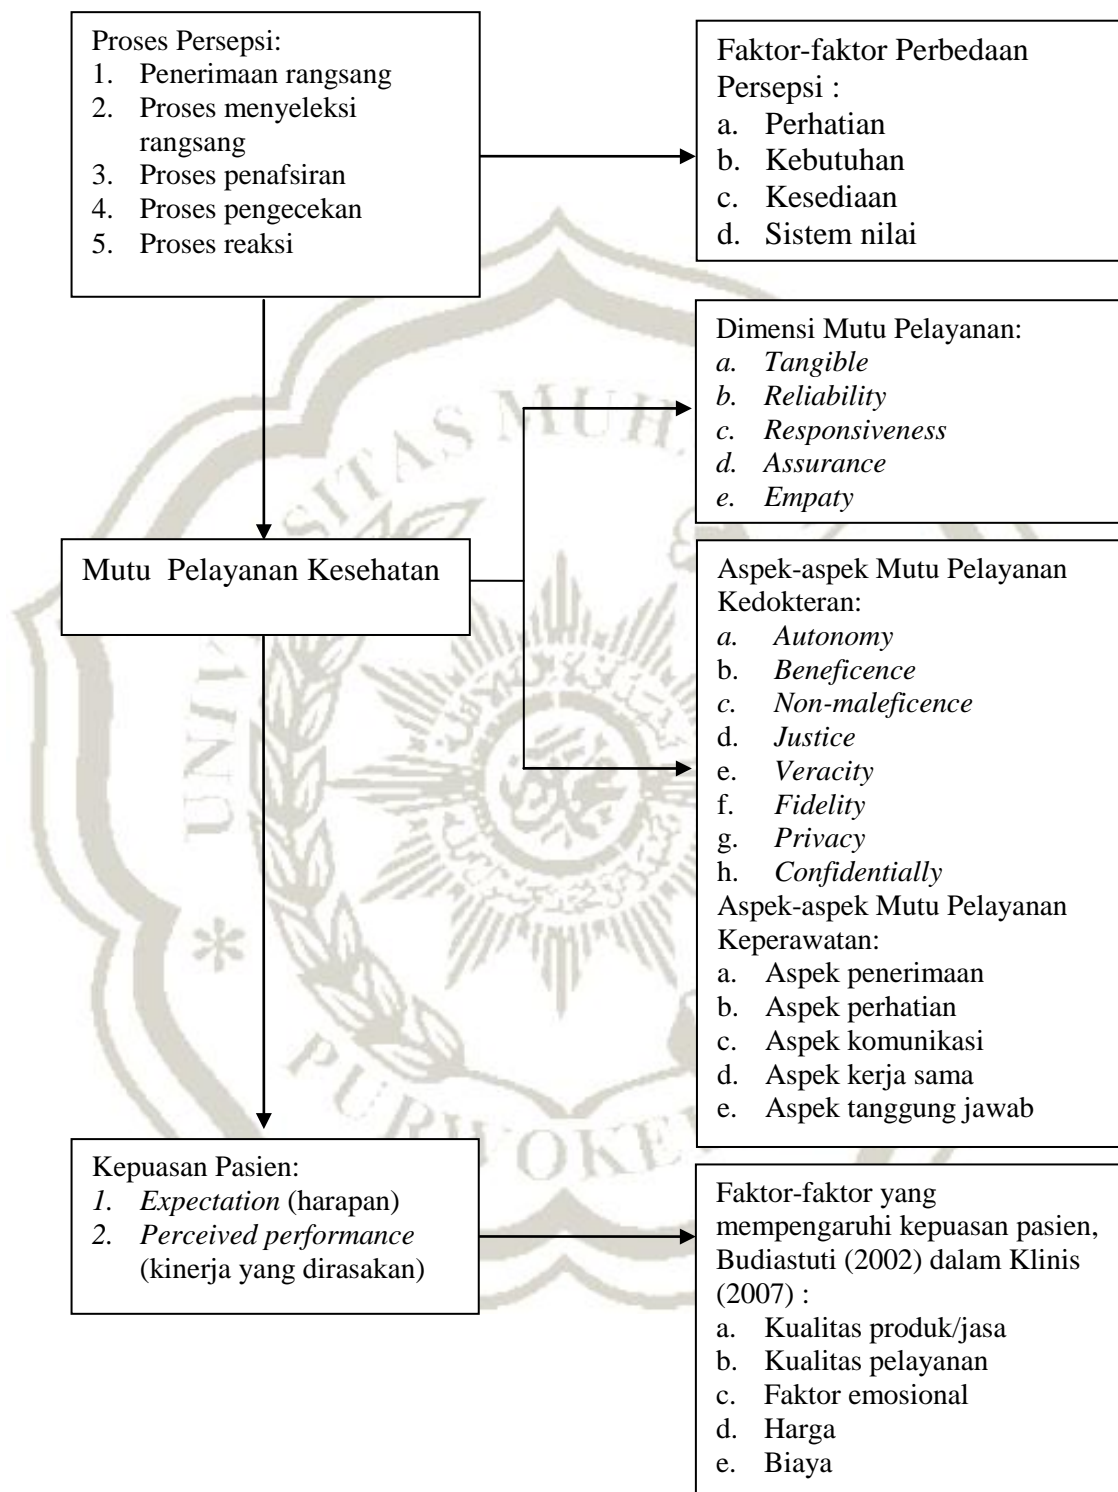 Proses Persepsi:
1. Penerimaan rangsang
2. Proses menyeleksi
rangsang
3. Proses penafsiran
4. Proses pengecekan
5. Proses reaksi
Faktor-faktor Perbedaan
Persepsi :
a. Perhatian
b. Kebutuhan
c. Kesediaan
d. Sistem nilai
Dimensi Mutu Pelayanan:
a. Tangible
b. Reliability
c. Responsiveness
d. Assurance
e. Empaty
Mutu Pelayanan Kesehatan
Aspek-aspek Mutu Pelayanan
Kedokteran:
a. Autonomy
b. Beneficence
c. Non-maleficence
d. Justice
e. Veracity
f. Fidelity
g. Privacy
h. Confidentially
Aspek-aspek Mutu Pelayanan
Keperawatan:
a. Aspek penerimaan
b. Aspek perhatian
c. Aspek komunikasi
d. Aspek kerja sama
e. Aspek tanggung jawab
Kepuasan Pasien:
1. Expectation (harapan)
2. Perceived performance
(kinerja yang dirasakan)
Faktor-faktor yang
mempengaruhi kepuasan pasien,
Budiastuti (2002) dalam Klinis
(2007) :
a. Kualitas produk/jasa
b. Kualitas pelayanan
c. Faktor emosional
d. Harga
e. Biaya